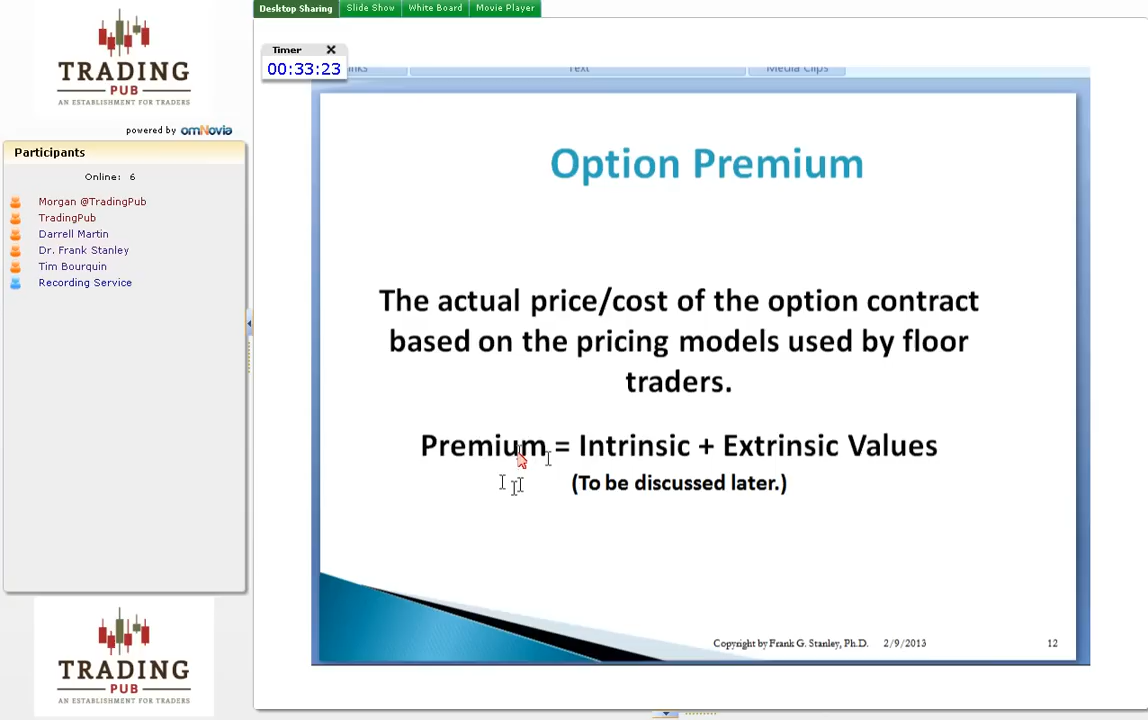 Desktop Sharing Slide Show White Board Movie Player
TRADING
PUB
AN ESTABLISHMENT FOR TRADERS
powered by omNovia
Timer
00:33:23
Text
Media Clips
Participants
Online: 6
Morgan @TradingPub
TradingPub
Darrell Martin
Dr. Frank Stanley
Tim Bourquin
Recording Service
Option Premium
The actual price/cost of the option contract
based on the pricing models used by floor
traders.
Premium = Intrinsic + Extrinsic Values
(To be discussed later.)
Copyright by Frank G. Stanley, Ph.D. 2/9/2013 12
TRADING
PUB
AN ESTABLISHMENT FOR TRADERS